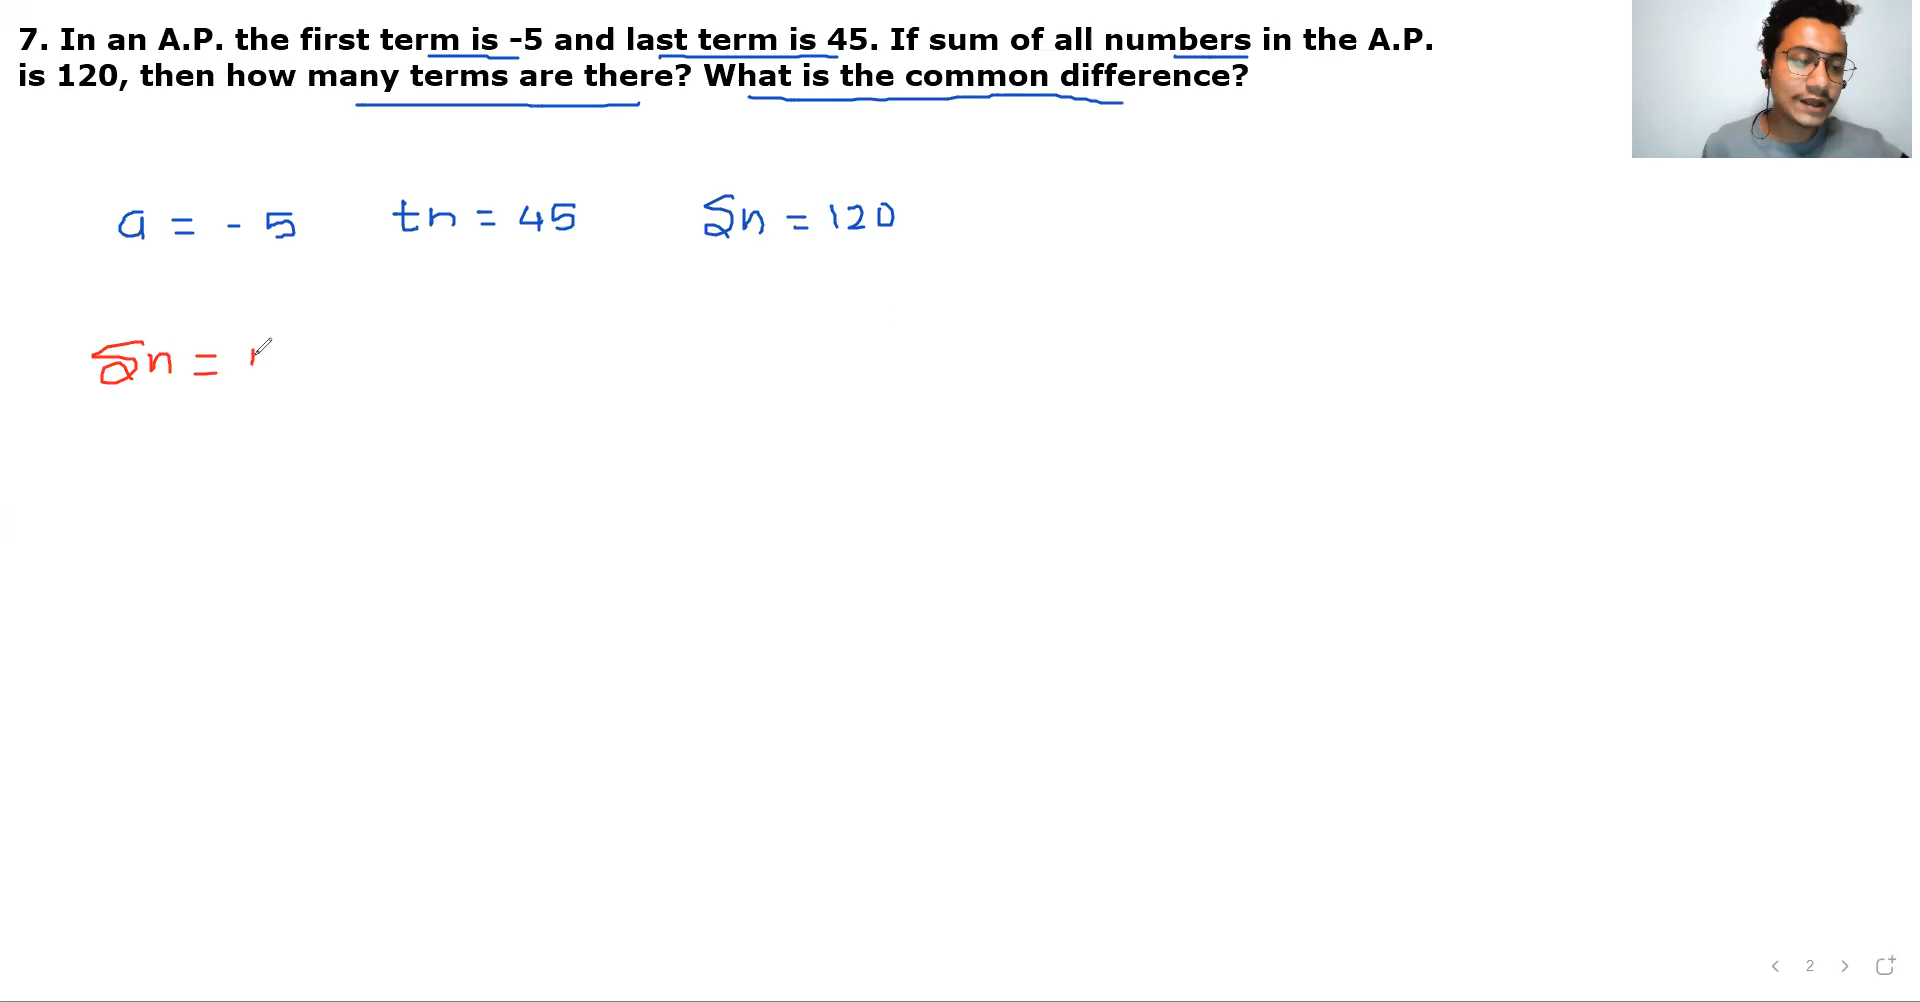 7. In an A.P. the first term is -5 and last term is 45. If sum of all numbers in the A.P.
is 120, then how many terms are there? What is the common difference?
a = - 5 tn = 45 Sn = 120
Sn =
2